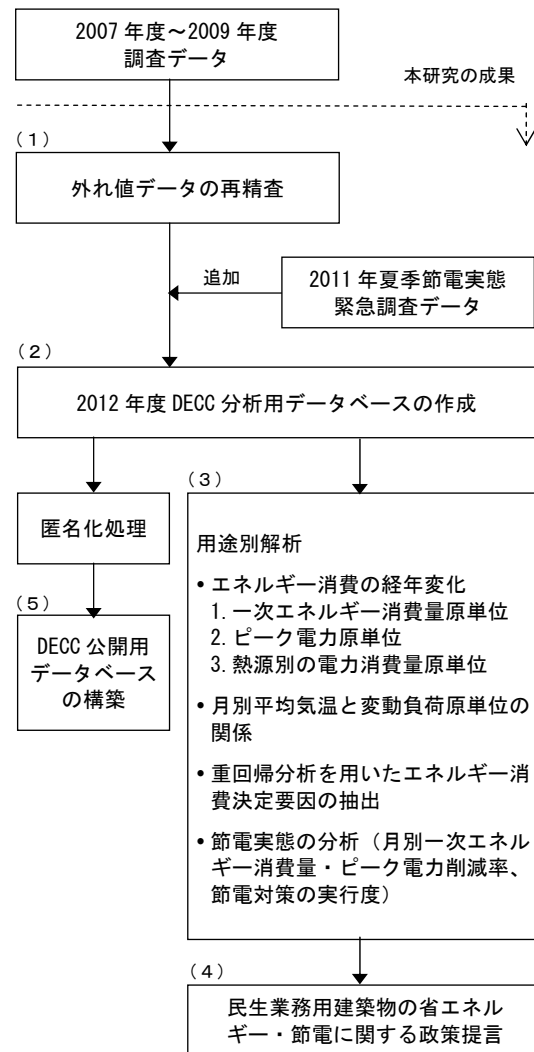 2007 年度～2009 年度
調査データ
本研究の成果
（１）
外れ値データの再精査
追加
2011 年夏季節電実態
緊急調査データ
（２）
2012 年度 DECC 分析用データベースの作成
匿名化処理
（５）
DECC 公開用
データベース
の構築
（３）
用途別解析
• エネルギー消費の経年変化
1. 一次エネルギー消費量原単位
2. ピーク電力原単位
3. 熱源別の電力消費量原単位
• 月別平均気温と変動負荷原単位の
関係
• 重回帰分析を用いたエネルギー消
費決定要因の抽出
• 節電実態の分析（月別一次エネル
ギー消費量・ピーク電力削減率、
節電対策の実行度）
（４）
民生業務用建築物の省エネル
ギー・節電に関する政策提言